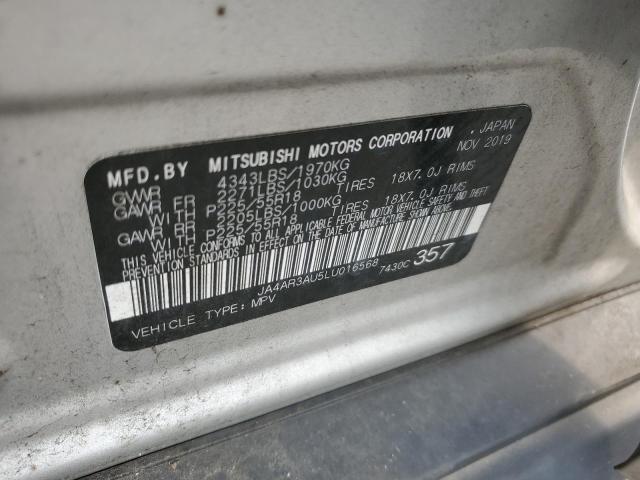 MFD.BY MITSUBISHI MOTORS CORPORATION , JAPAN
GVWR 4343LBS/1970KG NOV 2019
GAWR FR 2271LBS/1030KG
WITH P225/55R18 TIRES 18X7.0J RIMS
GAWR RR 2205LBS/1000KG
WITH P225/55R18 TIRES 18X7.0J RIMS
THIS VEHICLE CONFORMS TO ALL APPLICABLE FEDERAL MOTOR VEHICLE SAFETY AND THEFT
PREVENTION STANDARDS IN EFFECT ON THE DATE OF MANUFACTURE SHOWN ABOVE.
JA4AR3AU5LU016568 7430C 357
VEHICLE TYPE: MPV